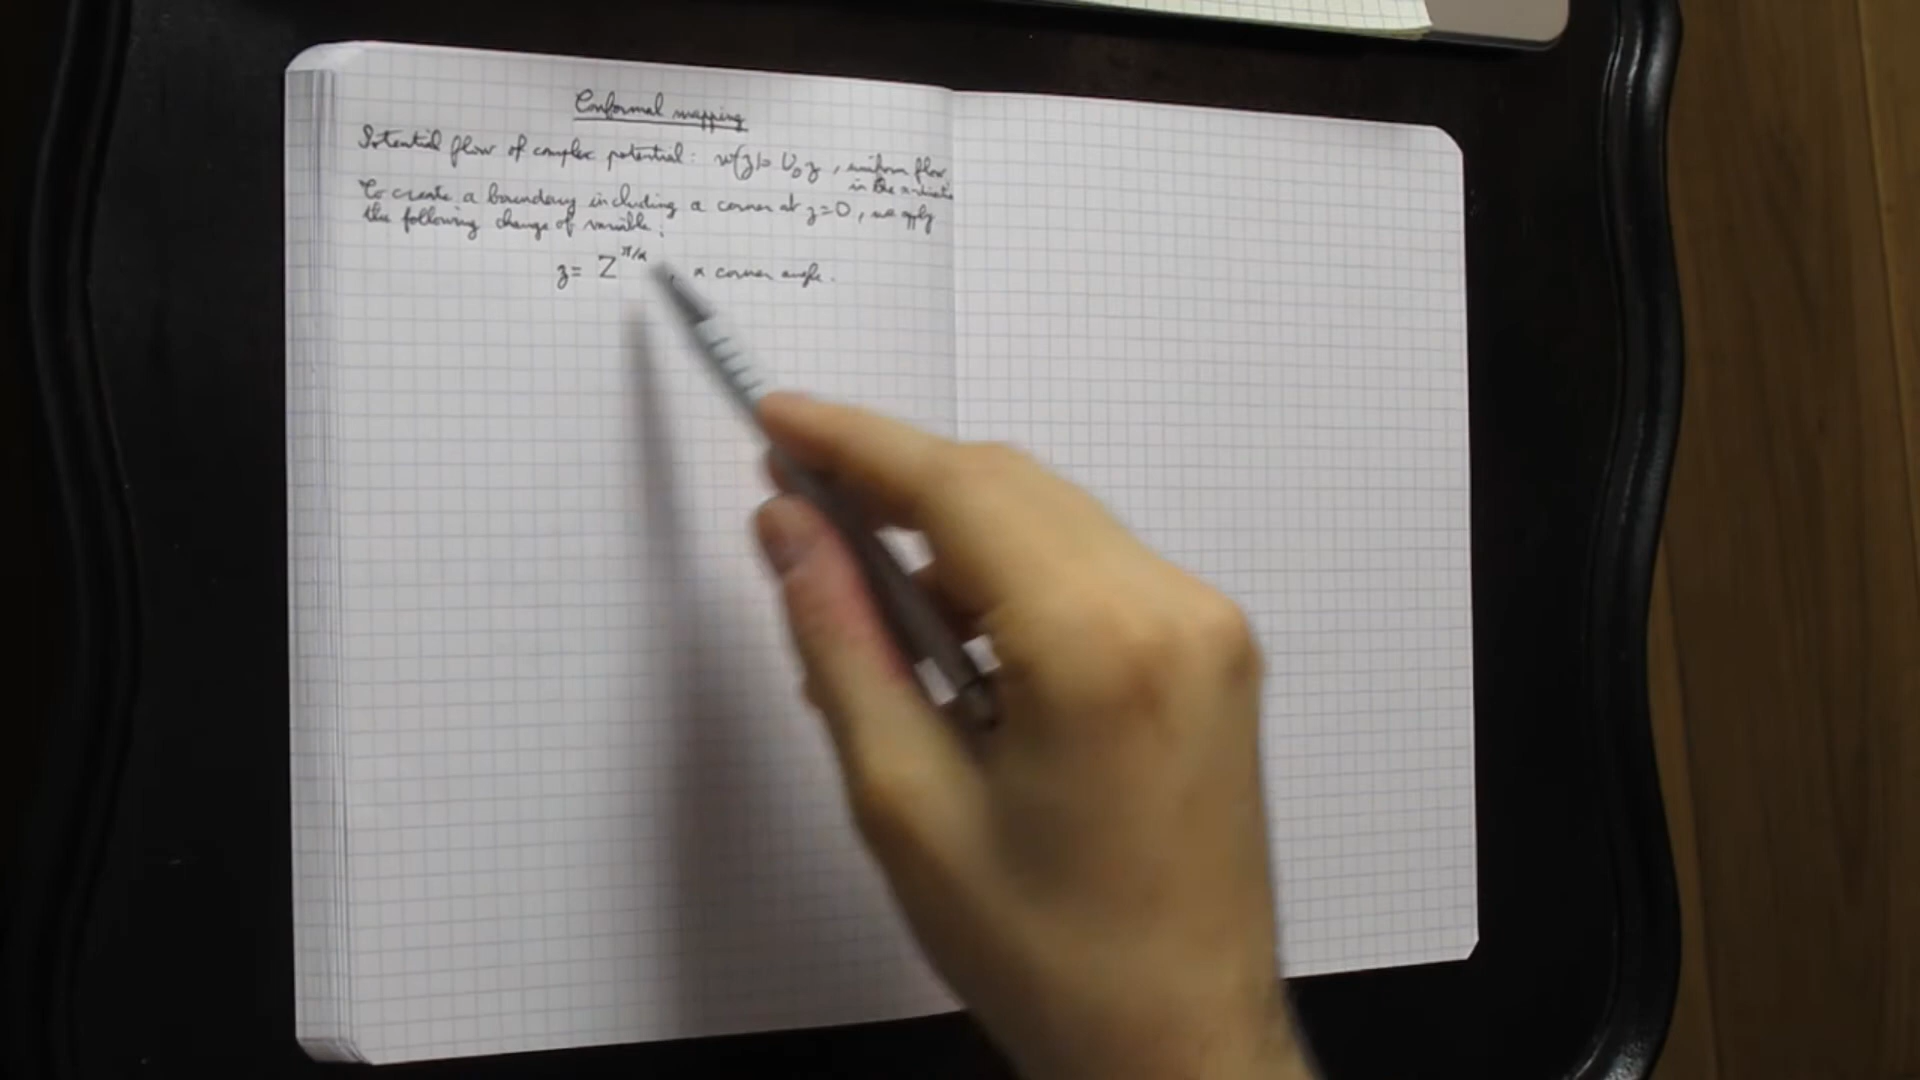 Conformal mapping
Potential flow of complex potential: w(z)= U₀z, uniform flow
in the x-direction
To create a boundary including a corner at z=0, we apply
the following change of variable:
z = Z^π/α, α corner angle.